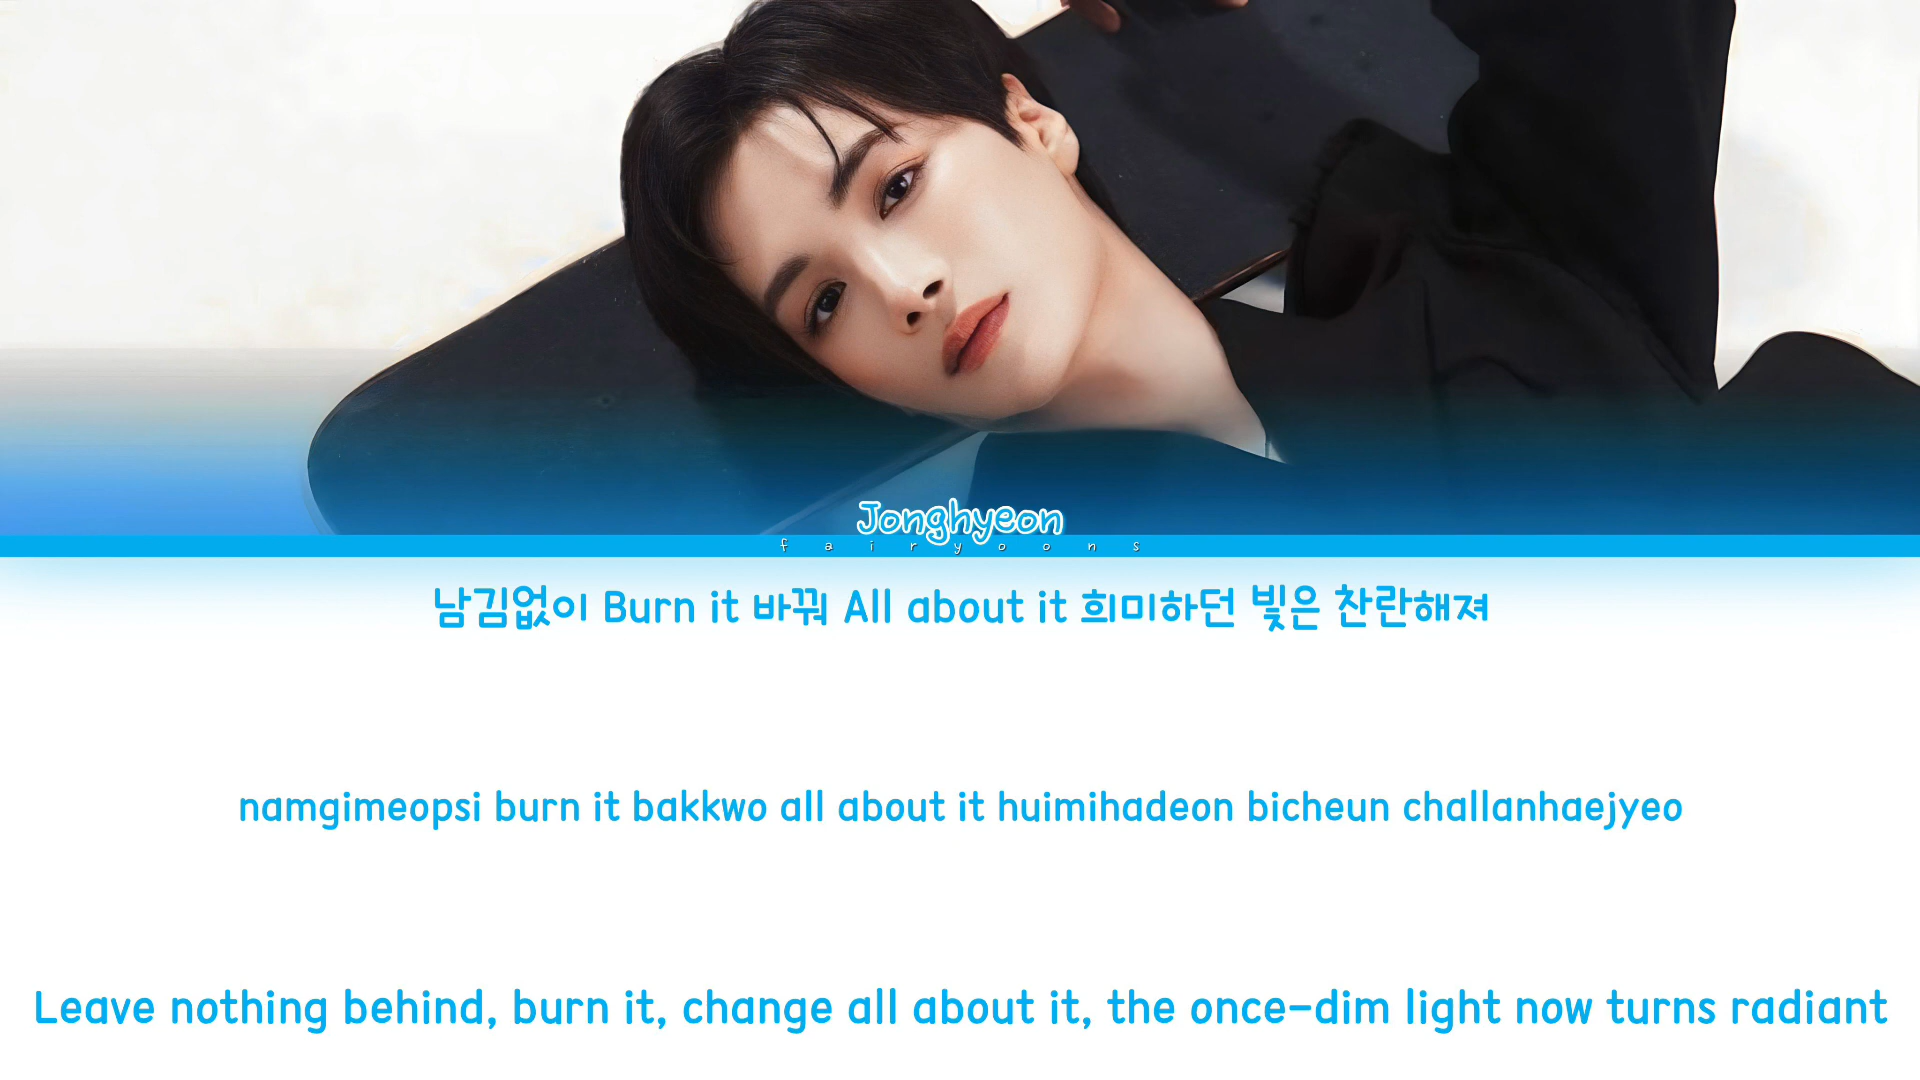 Jonghyeon
fairyoons
남김없이 Burn it 바꿔 All about it 희미하던 빛은 찬란해져
namgimeopsi burn it bakkwo all about it huimihadeon bicheun challanhaejyeo
Leave nothing behind, burn it, change all about it, the once-dim light now turns radiant